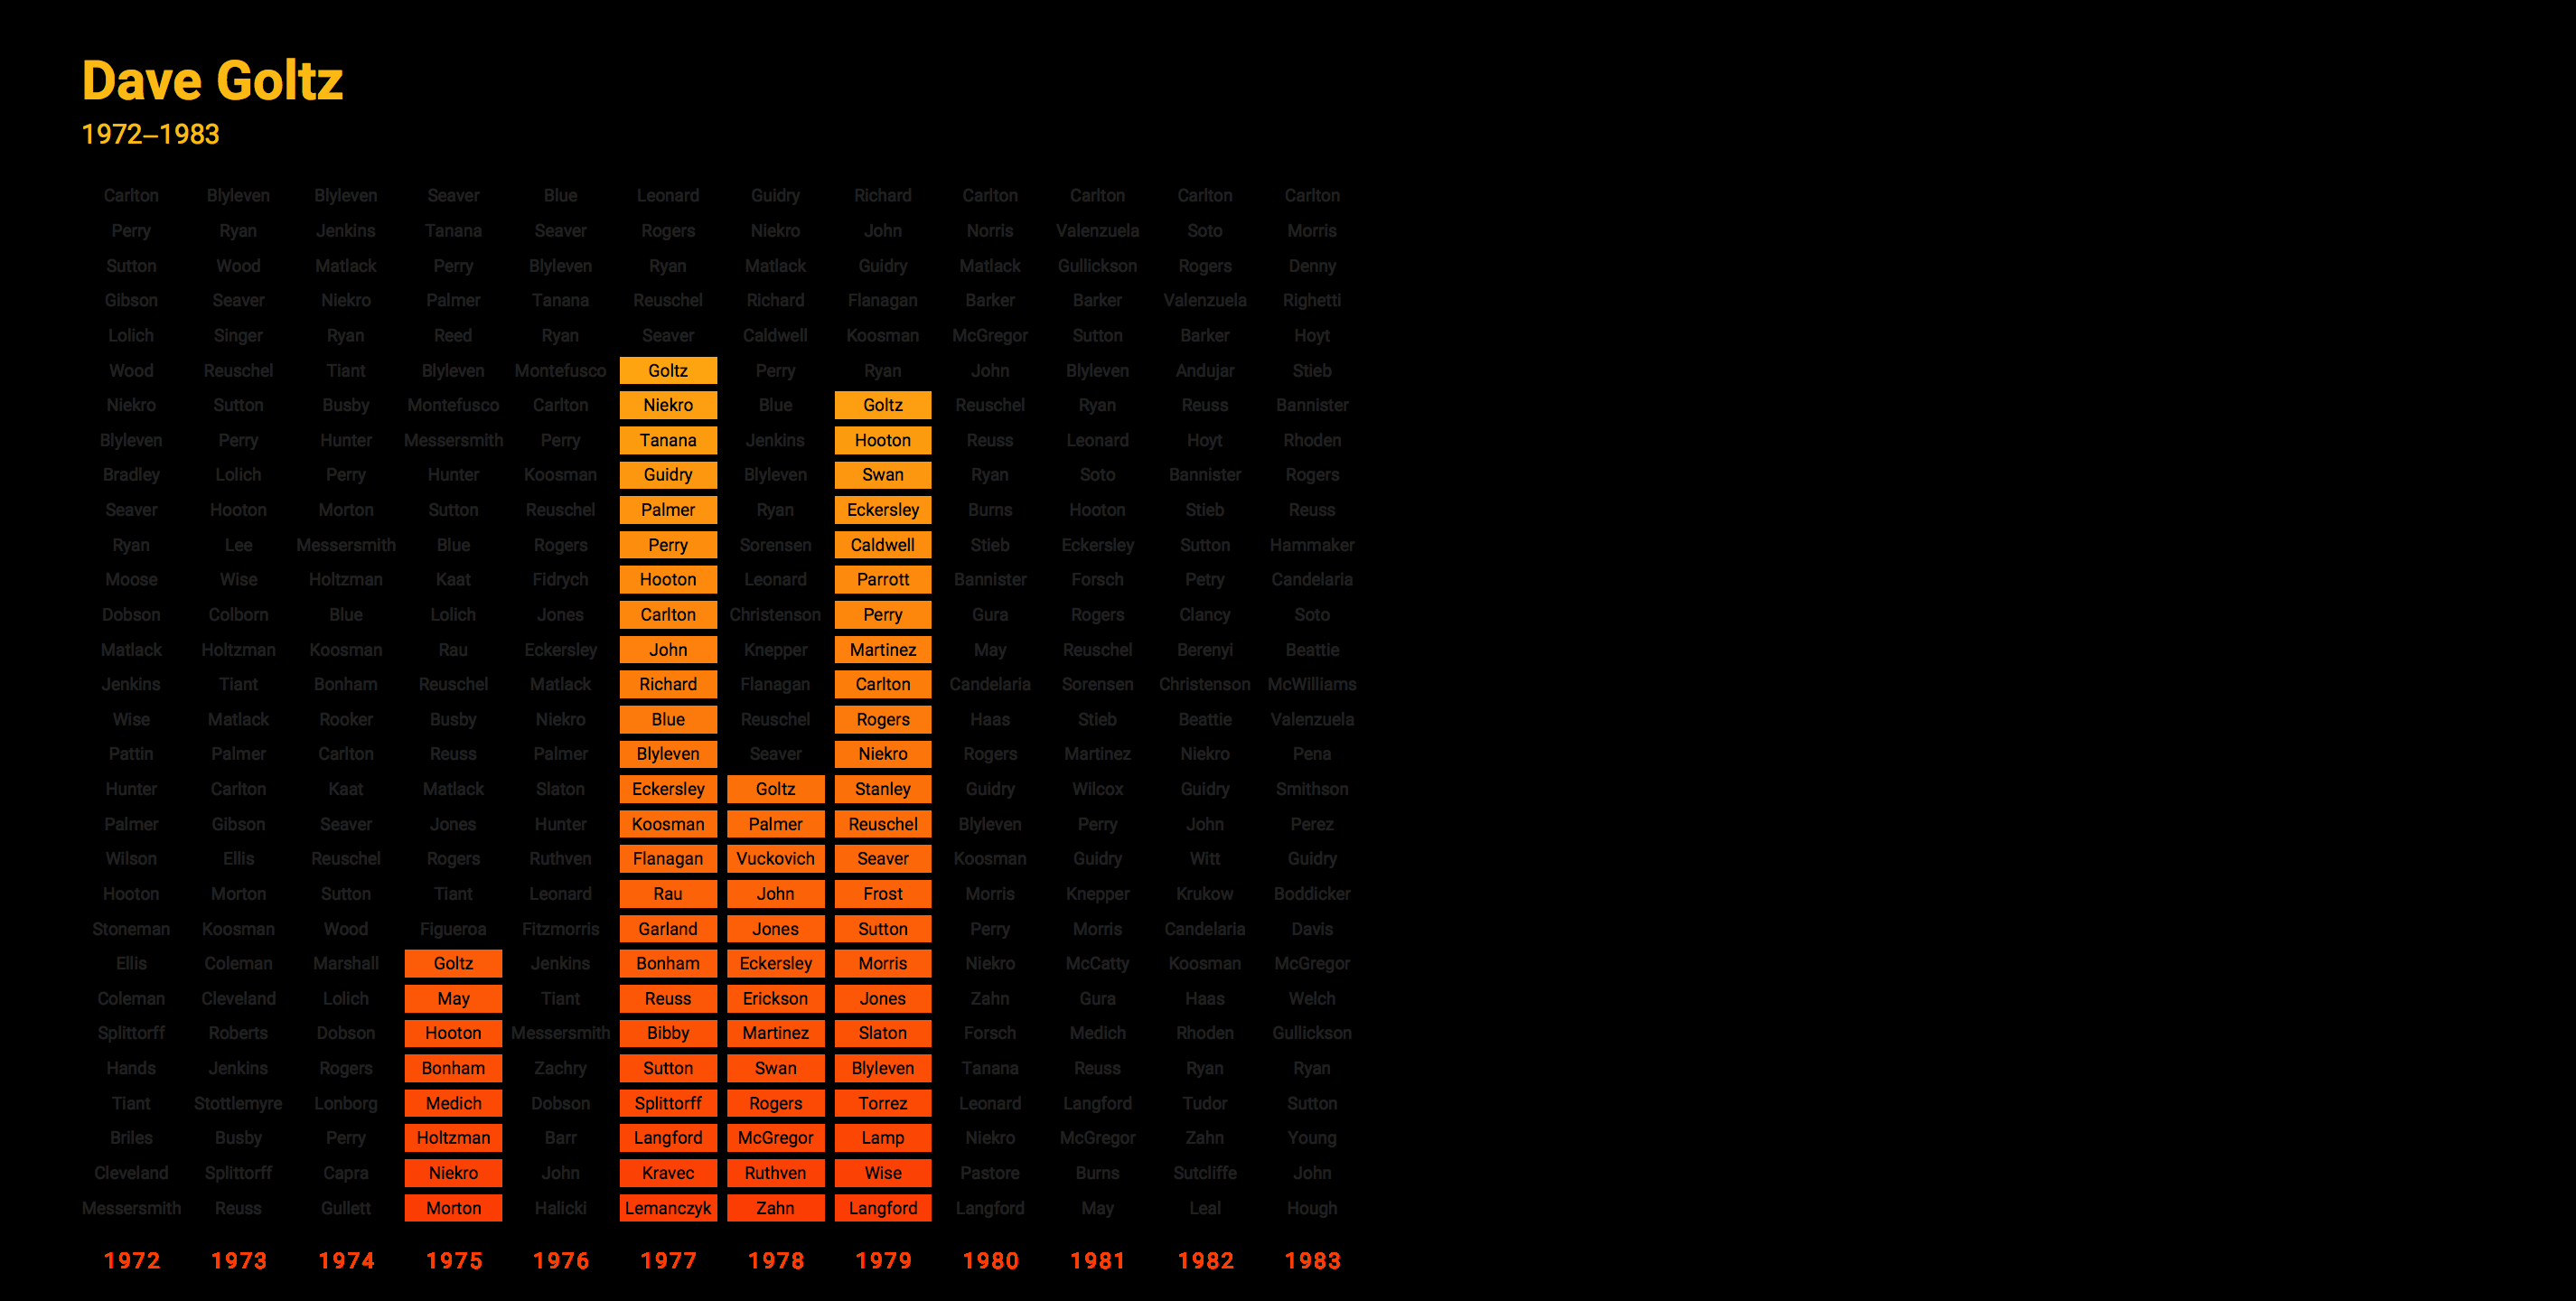 Dave Goltz
1972–1983
Carlton Blyleven Blyleven Seaver Blue Leonard Guidry Richard Carlton Carlton Carlton Carlton
Perry Ryan Jenkins Tanana Seaver Rogers Niekro John Norris Valenzuela Soto Morris
Sutton Wood Matlack Perry Blyleven Ryan Matlack Guidry Matlack Gullickson Rogers Denny
Gibson Seaver Niekro Palmer Tanana Reuschel Richard Flanagan Barker Barker Valenzuela Righetti
Lolich Singer Ryan Reed Ryan Seaver Caldwell Koosman McGregor Sutton Barker Hoyt
Wood Reuschel Tiant Blyleven Montefusco Goltz Perry Ryan John Blyleven Andujar Stieb
Niekro Sutton Busby Montefusco Carlton Niekro Blue Goltz Reuschel Ryan Reuss Bannister
Blyleven Perry Hunter Messersmith Perry Tanana Jenkins Hooton Reuss Leonard Hoyt Rhoden
Bradley Lolich Perry Hunter Koosman Guidry Blyleven Swan Ryan Soto Bannister Rogers
Seaver Hooton Morton Sutton Reuschel Palmer Ryan Eckersley Burns Hooton Stieb Reuss
Ryan Lee Messersmith Blue Rogers Perry Sorensen Caldwell Stieb Eckersley Sutton Hammaker
Moose Wise Holtzman Kaat Fidrych Hooton Leonard Parrott Bannister Forsch Petry Candelaria
Dobson Colborn Blue Lolich Jones Carlton Christenson Perry Gura Rogers Clancy Soto
Matlack Holtzman Koosman Rau Eckersley John Knepper Martinez May Reuschel Berenyi Beattie
Jenkins Tiant Bonham Reuschel Matlack Richard Flanagan Carlton Candelaria Sorensen Christenson McWilliams
Wise Matlack Rooker Busby Niekro Blue Reuschel Rogers Haas Stieb Beattie Valenzuela
Pattin Palmer Carlton Reuss Palmer Blyleven Seaver Niekro Rogers Martinez Niekro Pena
Hunter Carlton Kaat Matlack Slaton Eckersley Goltz Stanley Guidry Wilcox Guidry Smithson
Palmer Gibson Seaver Jones Hunter Koosman Palmer Reuschel Blyleven Perry John Perez
Wilson Ellis Reuschel Rogers Ruthven Flanagan Vuckovich Seaver Koosman Guidry Witt Guidry
Hooton Morton Sutton Tiant Leonard Rau John Frost Morris Knepper Krukow Boddicker
Stoneman Koosman Wood Figueroa Fitzmorris Garland Jones Sutton Perry Morris Candelaria Davis
Ellis Coleman Marshall Goltz Jenkins Bonham Eckersley Morris Niekro McCatty Koosman McGregor
Coleman Cleveland Lolich May Tiant Reuss Erickson Jones Zahn Gura Haas Welch
Splittorff Roberts Dobson Hooton Messersmith Bibby Martinez Slaton Forsch Medich Rhoden Gullickson
Hands Jenkins Rogers Bonham Zachry Sutton Swan Blyleven Tanana Reuss Ryan Ryan
Tiant Stottlemyre Lonborg Medich Dobson Splittorff Rogers Torrez Leonard Langford Tudor Sutton
Briles Busby Perry Holtzman Barr Langford McGregor Lamp Niekro McGregor Zahn Young
Cleveland Splittorff Capra Niekro John Kravec Ruthven Wise Pastore Burns Sutcliffe John
Messersmith Reuss Gullett Morton Halicki Lemanczyk Zahn Langford Langford May Leal Hough
1972 1973 1974 1975 1976 1977 1978 1979 1980 1981 1982 1983